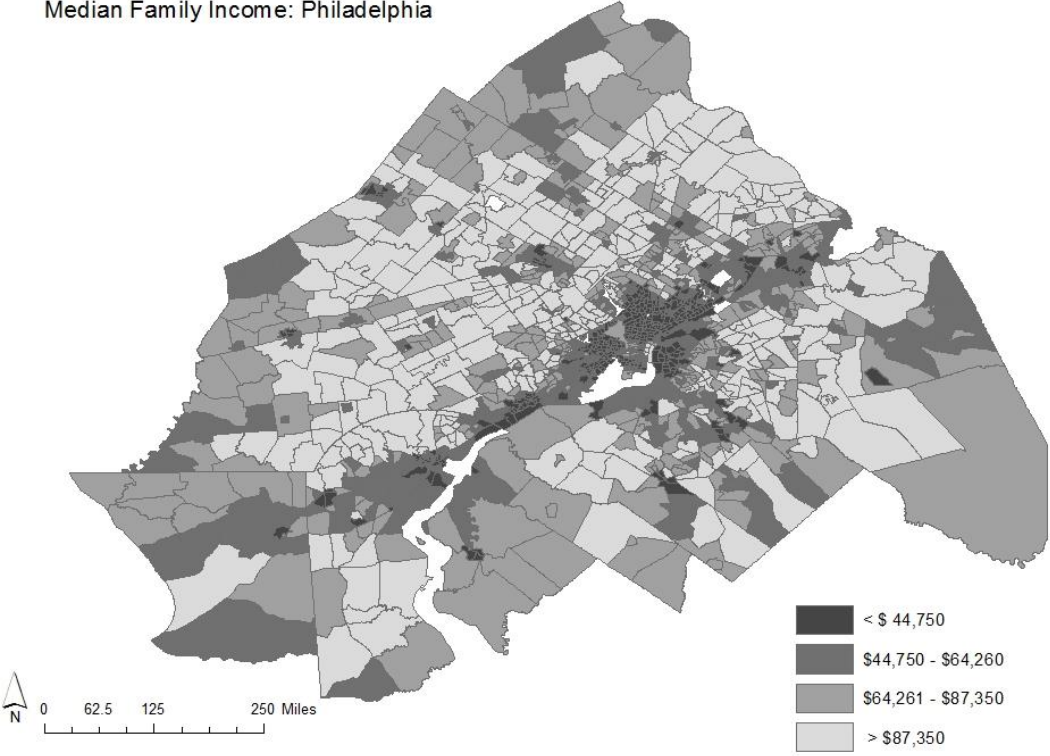 Median Family Income: Philadelphia
< $ 44,750
$44,750 - $64,260
$64,261 - $87,350
> $87,350
N
0 62.5 125 250 Miles